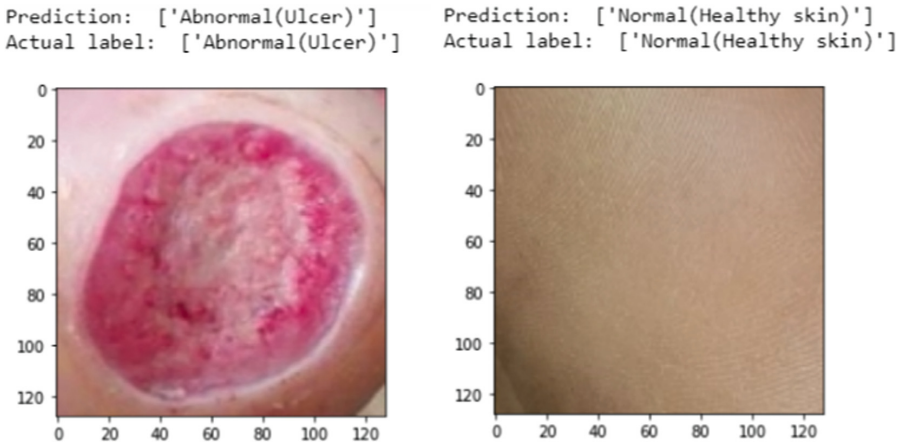 Prediction:  ['Abnormal(Ulcer)']
Actual label:  ['Abnormal(Ulcer)']
0
20
40
60
80
100
120
0 20 40 60 80 100 120
Prediction:  ['Normal(Healthy skin)']
Actual label:  ['Normal(Healthy skin)']
0
20
40
60
80
100
120
0 20 40 60 80 100 120